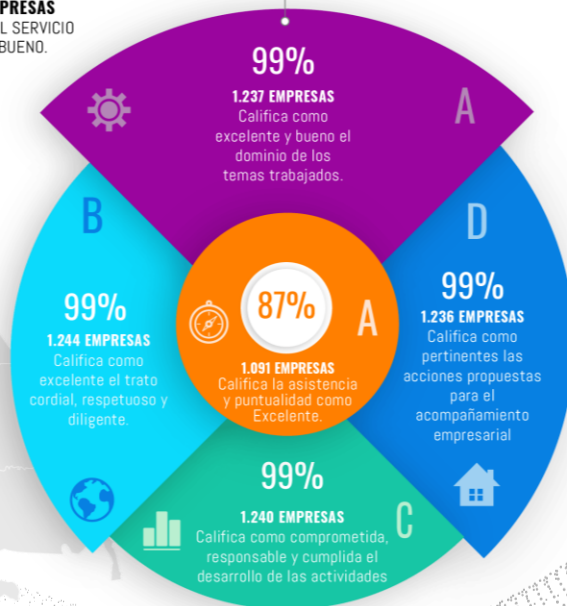 PRESAS
L SERVICIO
BUENO.
99%
1.237 EMPRESAS
Califica como
excelente y bueno el
dominio de los
temas trabajados.
A
B
99%
1.244 EMPRESAS
Califica como
excelente el trato
cordial, respetuoso y
diligente.
87%
A
1.091 EMPRESAS
Califica la asistencia
y puntualidad como
Excelente.
D
99%
1.236 EMPRESAS
Califica como
pertinentes las
acciones propuestas
para el
acompañamiento
empresarial
99%
1.240 EMPRESAS
C
Califica como comprometida,
responsable y cumplida el
desarrollo de las actividades